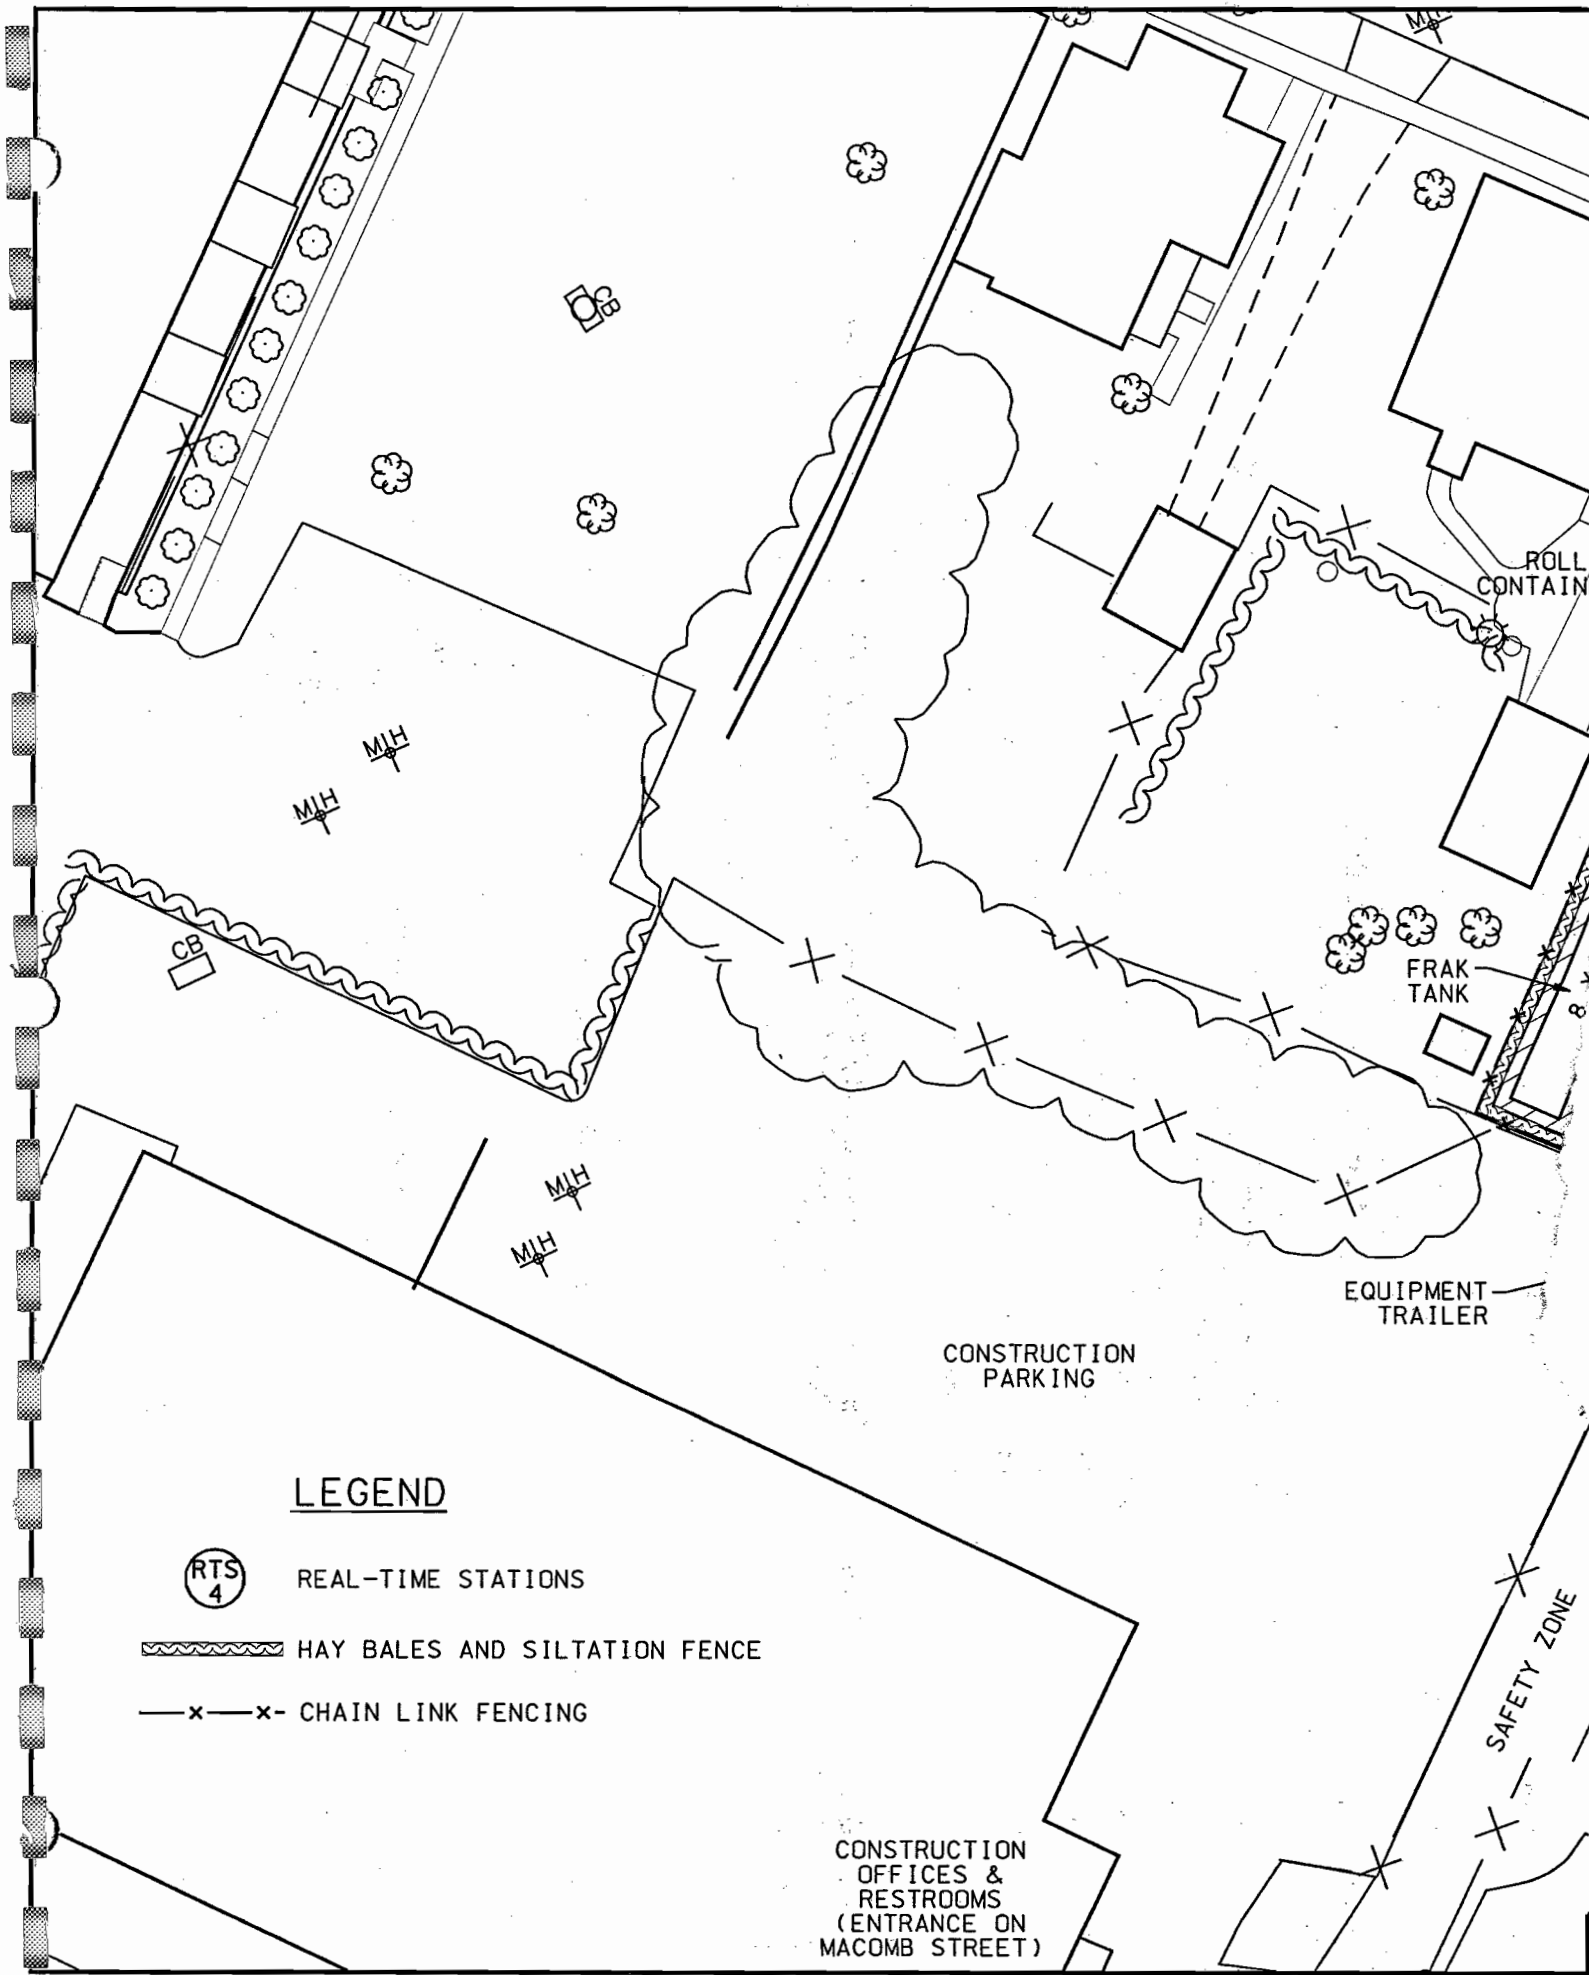 CB
ROLL
CONTAIN
MH
MH
CB
FRAK
TANK
8
MH
MH
EQUIPMENT
TRAILER
CONSTRUCTION
PARKING
LEGEND
RTS
4
REAL-TIME STATIONS
HAY BALES AND SILTATION FENCE
—x—x- CHAIN LINK FENCING
SAFETY ZONE
CONSTRUCTION
OFFICES &
RESTROOMS
(ENTRANCE ON
MACOMB STREET)